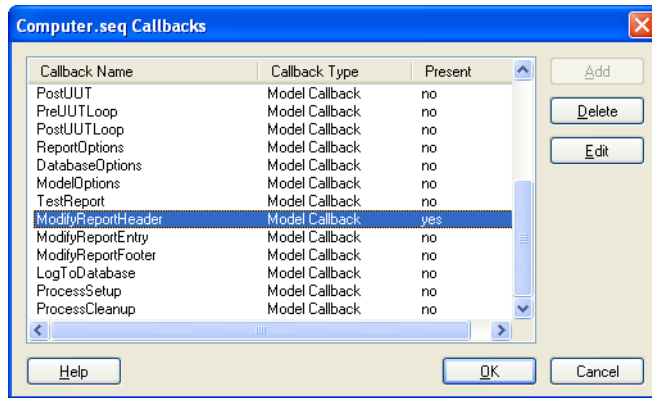 Computer.seq Callbacks
Callback Name Callback Type Present
PostUUT Model Callback no
PreUUTLoop Model Callback no
PostUUTLoop Model Callback no
ReportOptions Model Callback no
DatabaseOptions Model Callback no
ModelOptions Model Callback no
TestReport Model Callback no
ModifyReportHeader Model Callback yes
ModifyReportEntry Model Callback no
ModifyReportFooter Model Callback no
LogToDatabase Model Callback no
ProcessSetup Model Callback no
ProcessCleanup Model Callback no
Add
Delete
Edit
Help OK Cancel